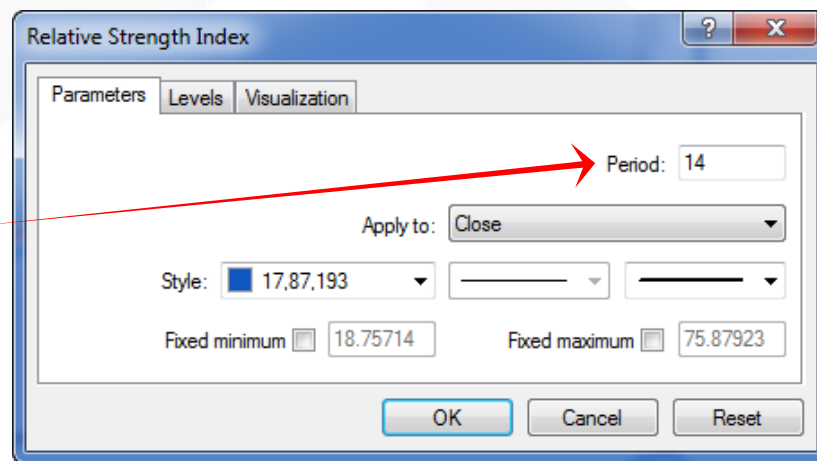 Relative Strength Index
?
X
Parameters Levels Visualization
Period: 14
Apply to: Close
Style: 17,87,193
Fixed minimum 18.75714 Fixed maximum 75.87923
OK Cancel Reset